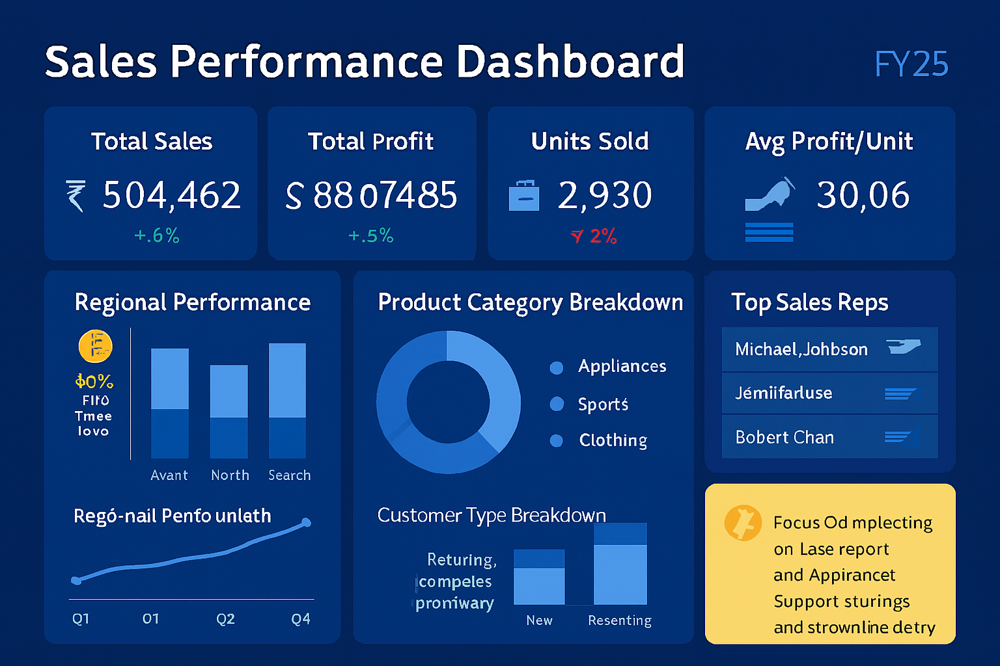 Sales Performance Dashboard
FY25
Total Sales
₹ 504,462
+.6%
Total Profit
S 8807485
+.5%
Units Sold
2,930
2%
Avg Profit/Unit
30,06
Regional Performance
Tmee
lovo
Avant North Search
Regó-nail Penfo unlath
Q1 01 Q2 Q4
Product Category Breakdown
Appliances
Sports
Clothing
Customer Type Breakdown
Returing,
compeles
promiwary
New Resenting
Top Sales Reps
Michael,Johbson
Jémiifarluse
Bobert Chan
Focus Od mplecting
on Lase report
and Appirancet
Support sturings
and strownline detry